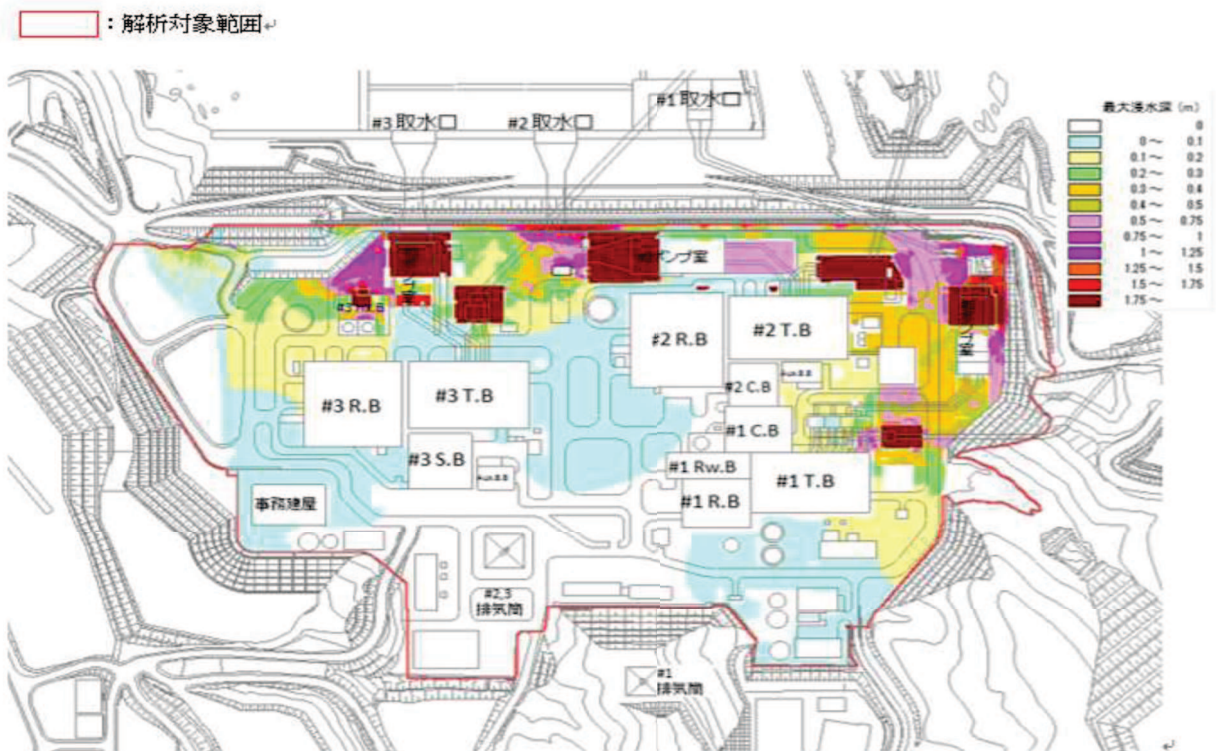 ：解析対象範囲
#3 取水口
#2 取水口
#1 取水口
最大浸水深（m）
0
0～ 0.1
0.1～ 0.2
0.2～ 0.3
0.3～ 0.4
0.4～ 0.5
0.5～ 0.75
0.75～ 1
1～ 1.25
1.25～ 1.5
1.5～ 1.75
1.75～
ポンプ室
#2 R.B
#2 T.B
#3 R.B
#3 T.B
#2 C.B
#1 C.B
#3 S.B
#1 Rw.B
#1 R.B
#1 T.B
事務建屋
#2,3
排気筒
#1
排気筒